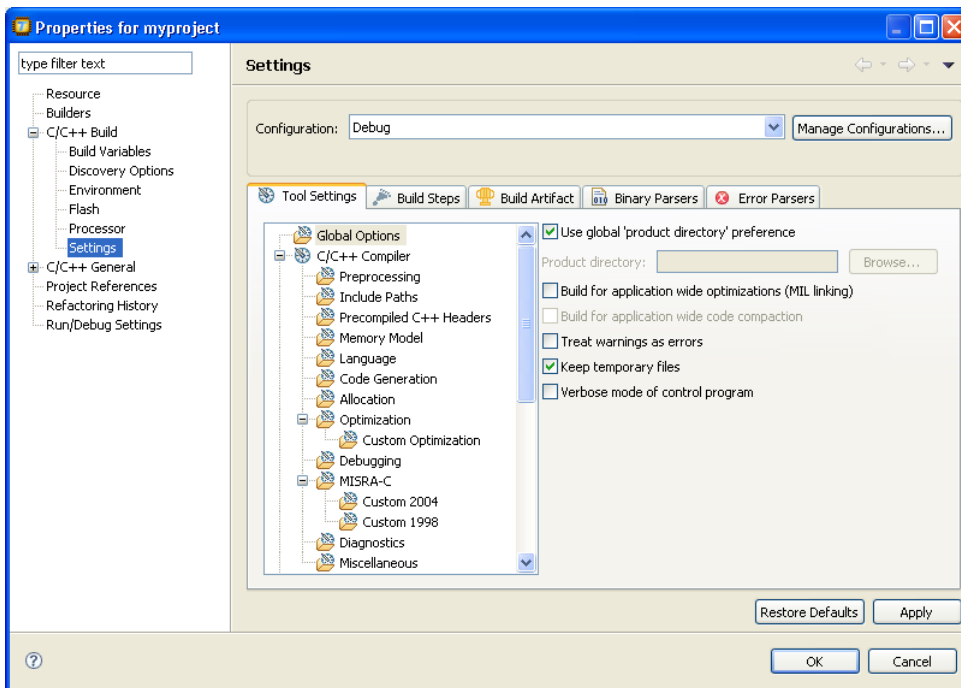 Properties for myproject
type filter text
Resource
Builders
C/C++ Build
Build Variables
Discovery Options
Environment
Flash
Processor
Settings
C/C++ General
Project References
Refactoring History
Run/Debug Settings
Settings
Configuration: Debug Manage Configurations...
Tool Settings Build Steps Build Artifact Binary Parsers Error Parsers
Global Options
C/C++ Compiler
Preprocessing
Include Paths
Precompiled C++ Headers
Memory Model
Language
Code Generation
Allocation
Optimization
Custom Optimization
Debugging
MISRA-C
Custom 2004
Custom 1998
Diagnostics
Miscellaneous
Use global 'product directory' preference
Product directory: Browse...
Build for application wide optimizations (MIL linking)
Build for application wide code compaction
Treat warnings as errors
Keep temporary files
Verbose mode of control program
Restore Defaults Apply
OK Cancel